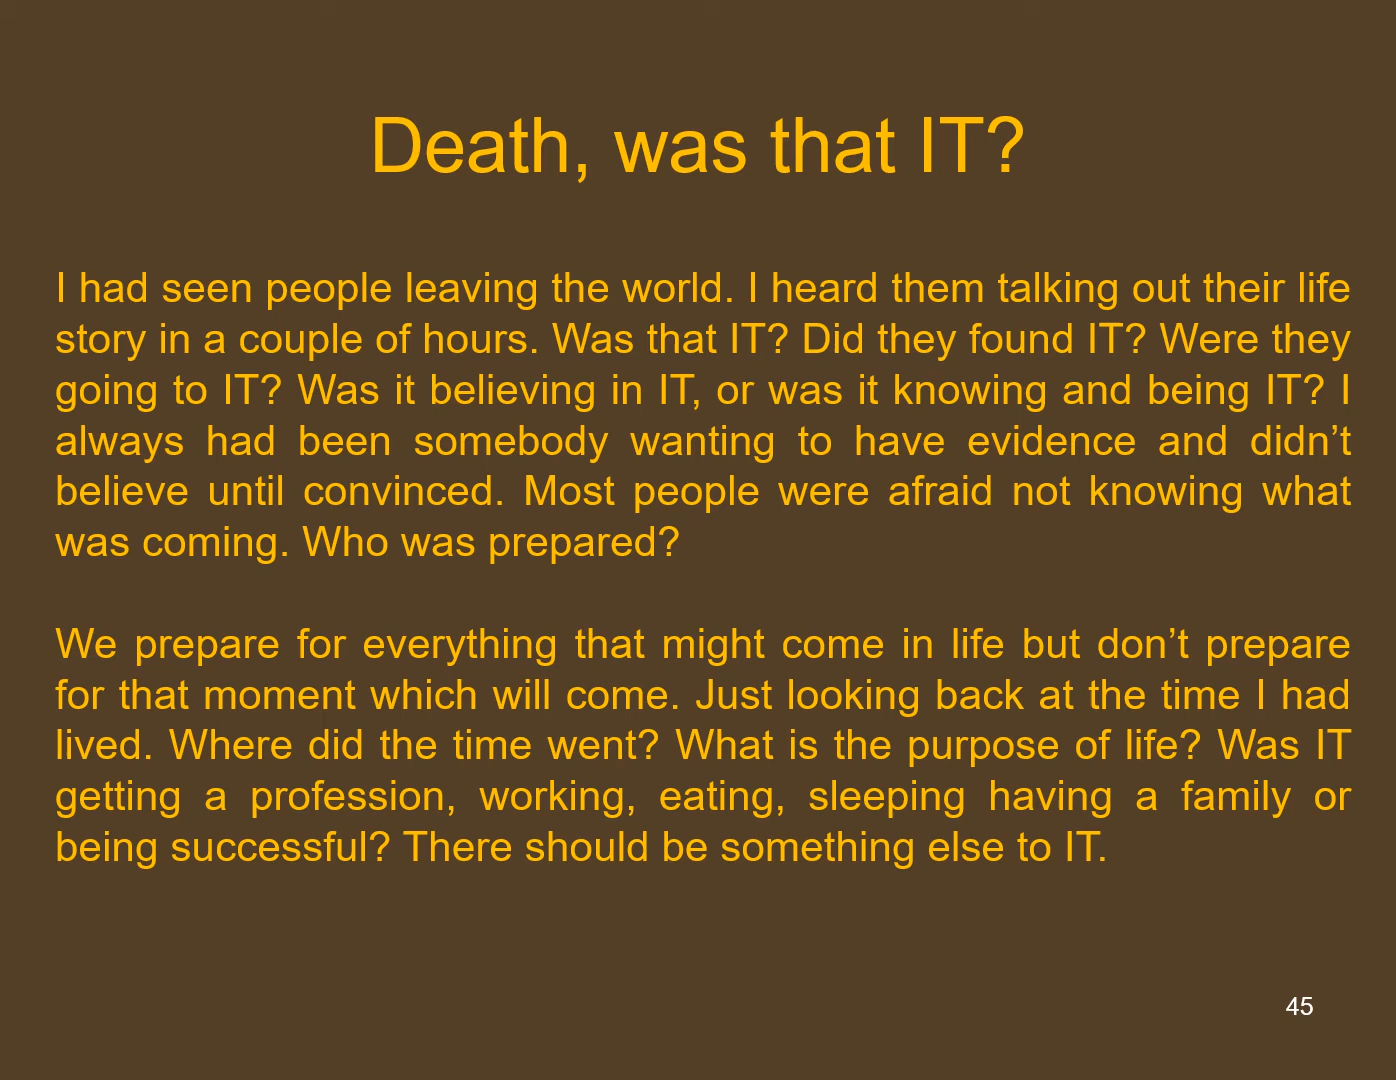 Death, was that IT?
I had seen people leaving the world. I heard them talking out their life
story in a couple of hours. Was that IT? Did they found IT? Were they
going to IT? Was it believing in IT, or was it knowing and being IT? I
always had been somebody wanting to have evidence and didn’t
believe until convinced. Most people were afraid not knowing what
was coming. Who was prepared?
We prepare for everything that might come in life but don’t prepare
for that moment which will come. Just looking back at the time I had
lived. Where did the time went? What is the purpose of life? Was IT
getting a profession, working, eating, sleeping having a family or
being successful? There should be something else to IT.
45